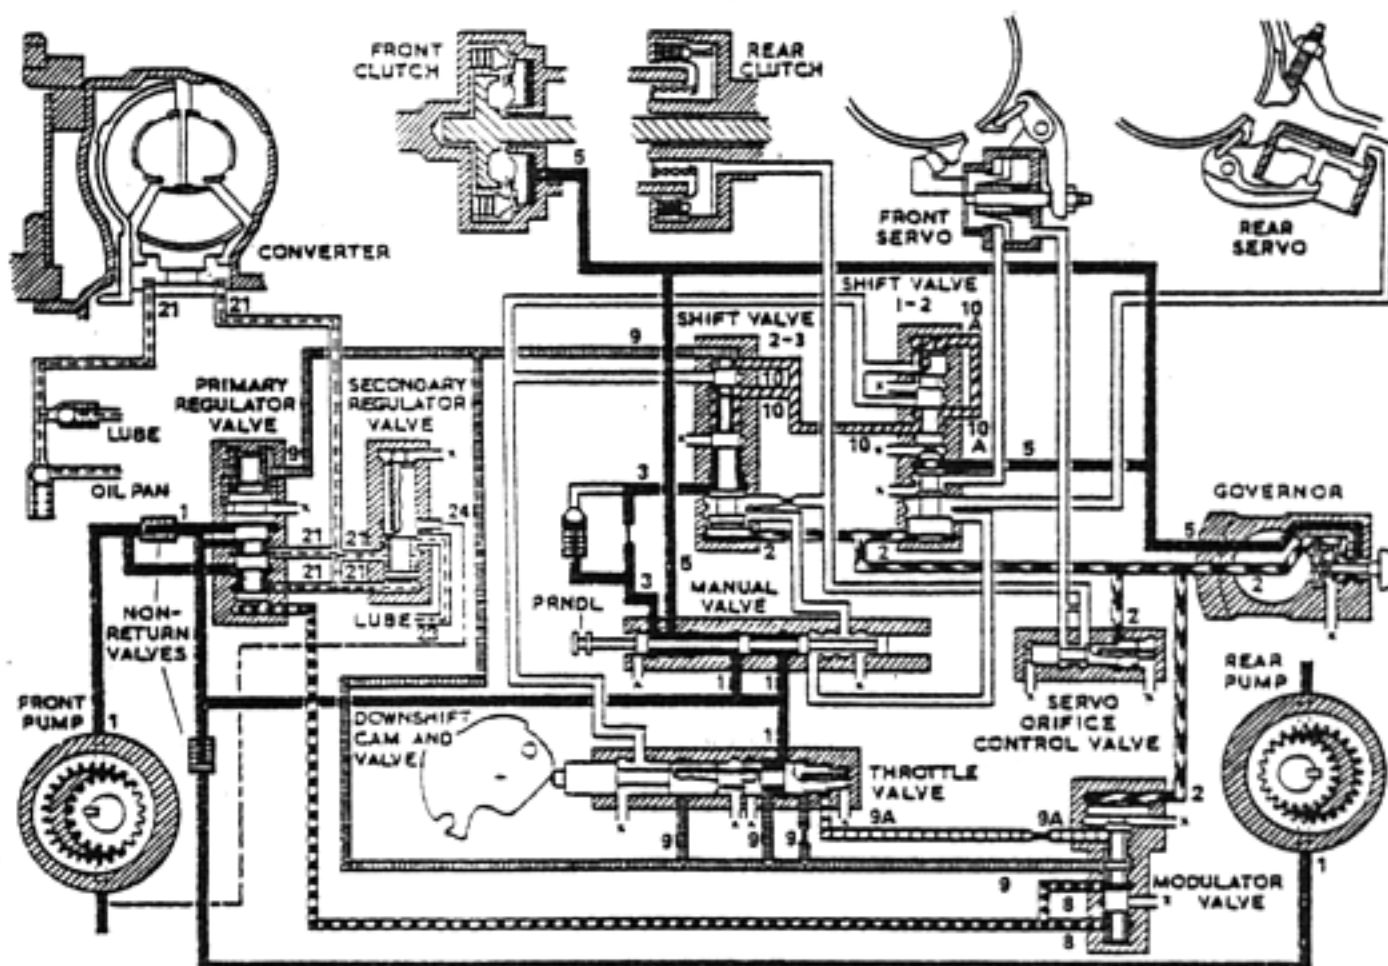 FRONT
CLUTCH
REAR
CLUTCH
5
FRONT
SERVO
REAR
SERVO
CONVERTER
21
21
SHIFT VALVE
1-2
10
A
SHIFT VALVE
2-3
9
PRIMARY
REGULATOR
VALVE
SECONDARY
REGULATOR
VALVE
LUBE
OIL PAN
9
x
x
110
10
x
x
10
10
A
x
5
3
x
GOVERNOR
1
24
21
21
21
21
2
2
5
2
x
3
5
MANUAL
VALVE
PRNDL
NON-
RETURN
VALVES
LUBE
23
2
REAR
PUMP
1
1
x
x
x
x
SERVO
ORIFICE
CONTROL VALVE
FRONT
PUMP
1
DOWNSHIFT
CAM AND
VALVE
1
THROTTLE
VALVE
2
x
x
x
x
x
9A
9A
9
9
9
1
9
8
8
MODULATOR
VALVE
x